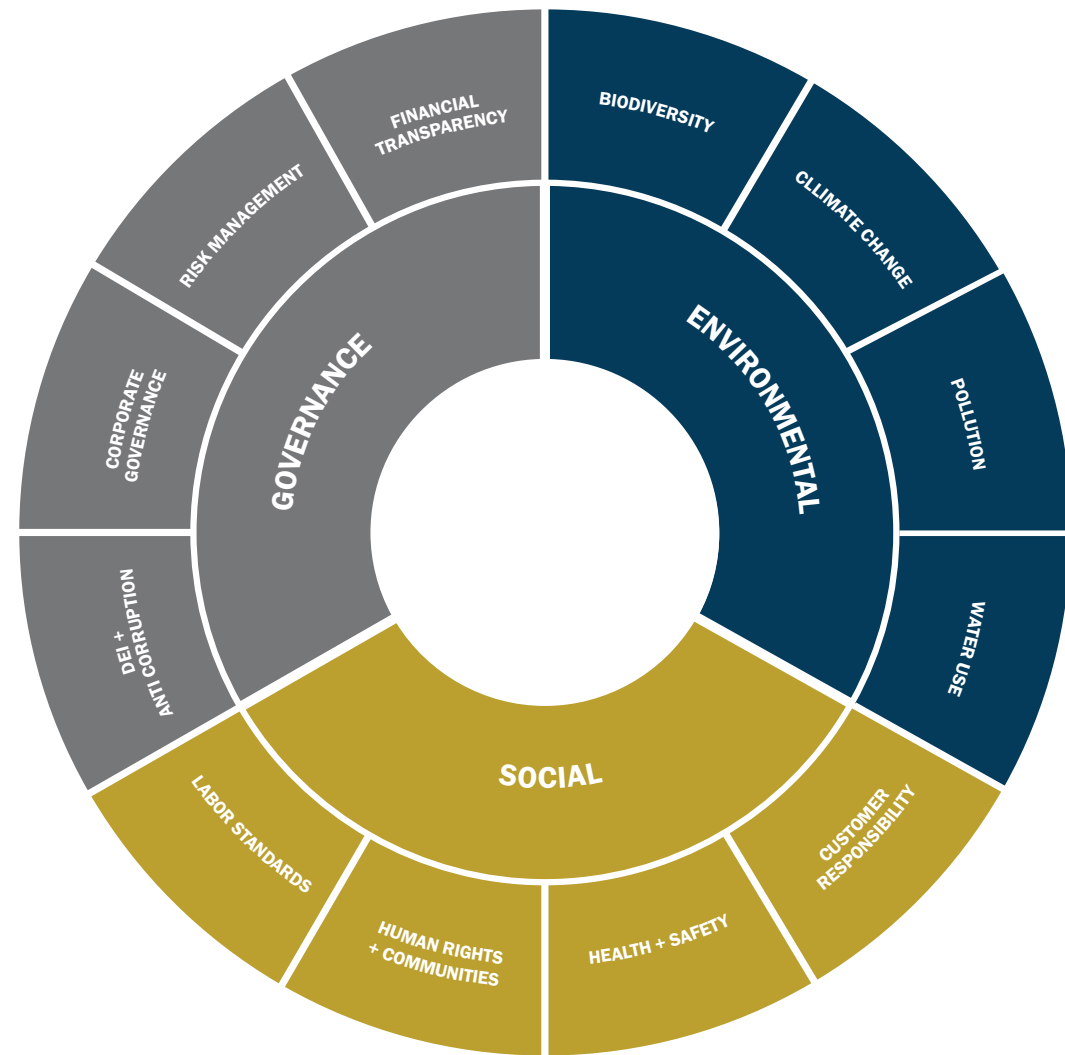 FINANCIAL
TRANSPARENCY
BIODIVERSITY
RISK MANAGEMENT
CLLIMATE CHANGE
CORPORATE
GOVERNANCE
POLLUTION
GOVERNANCE
ENVIRONMENTAL
DEI +
ANTI CORRUPTION
WATER USE
SOCIAL
LABOR STANDARDS
CUSTOMER
RESPONSIBILITY
HUMAN RIGHTS
+ COMMUNITIES
HEALTH + SAFETY